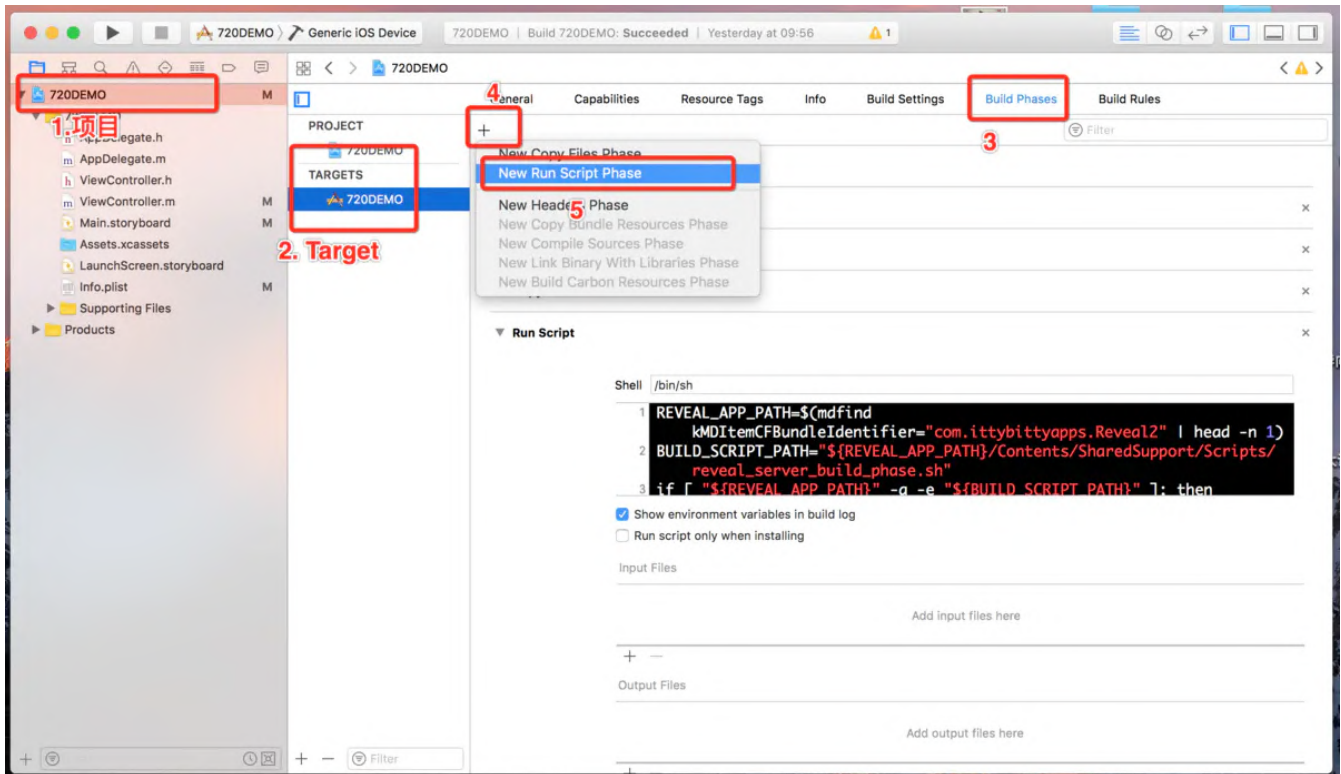 720DEMO
Generic iOS Device
720DEMO | Build 720DEMO: Succeeded | Yesterday at 09:56
1
720DEMO
M
1.项目
AppDelegate.h
AppDelegate.m
ViewController.h
ViewController.m
M
Main.storyboard
M
Assets.xcassets
LaunchScreen.storyboard
Info.plist
M
Supporting Files
Products
720DEMO
General
Capabilities
Resource Tags
Info
Build Settings
Build Phases
Build Rules
3
4
Filter
PROJECT
720DEMO
TARGETS
720DEMO
2. Target
New Copy Files Phase
New Run Script Phase
5
New Headers Phase
New Copy Bundle Resources Phase
New Compile Sources Phase
New Link Binary With Libraries Phase
New Build Carbon Resources Phase
Run Script
Shell /bin/sh
1 REVEAL_APP_PATH=$(mdfind
kMDItemCFBundleIdentifier="com.ittybittyapps.Reveal2" | head -n 1)
2 BUILD_SCRIPT_PATH="${REVEAL_APP_PATH}/Contents/SharedSupport/Scripts/
reveal_server_build_phase.sh"
3 if [ "${REVEAL_APP_PATH}" -a -e "${BUILD_SCRIPT_PATH}" ]; then
Show environment variables in build log
Run script only when installing
Input Files
Add input files here
Output Files
Add output files here
Filter